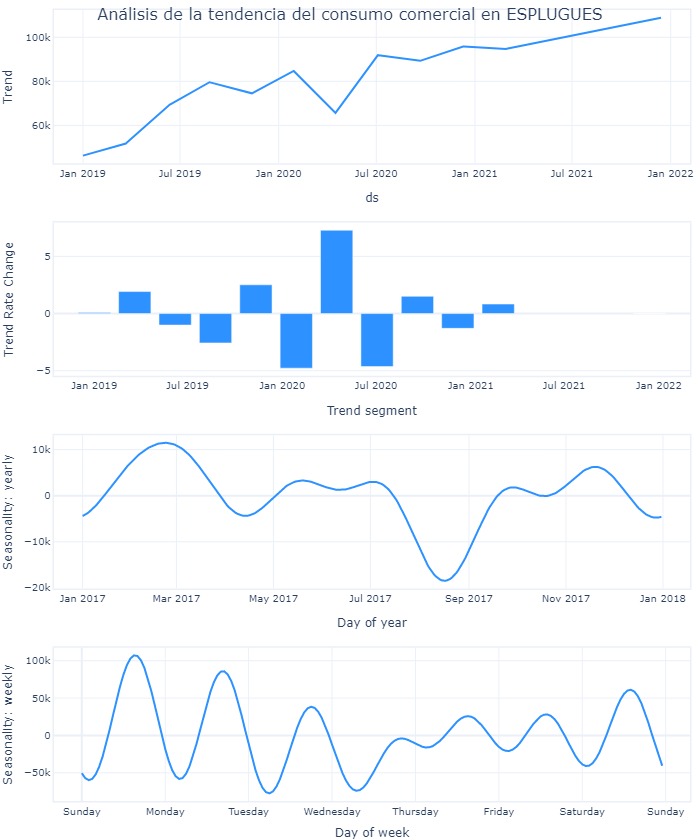 Análisis de la tendencia del consumo comercial en ESPLUGUES
100k
80k
60k
Trend
Jan 2019 Jul 2019 Jan 2020 Jul 2020 Jan 2021 Jul 2021 Jan 2022
ds
5
0
−5
Trend Rate Change
Jan 2019 Jul 2019 Jan 2020 Jul 2020 Jan 2021 Jul 2021 Jan 2022
Trend segment
10k
0
−10k
−20k
Seasonality: yearly
Jan 2017 Mar 2017 May 2017 Jul 2017 Sep 2017 Nov 2017 Jan 2018
Day of year
100k
50k
0
−50k
Seasonality: weekly
Sunday Monday Tuesday Wednesday Thursday Friday Saturday Sunday
Day of week